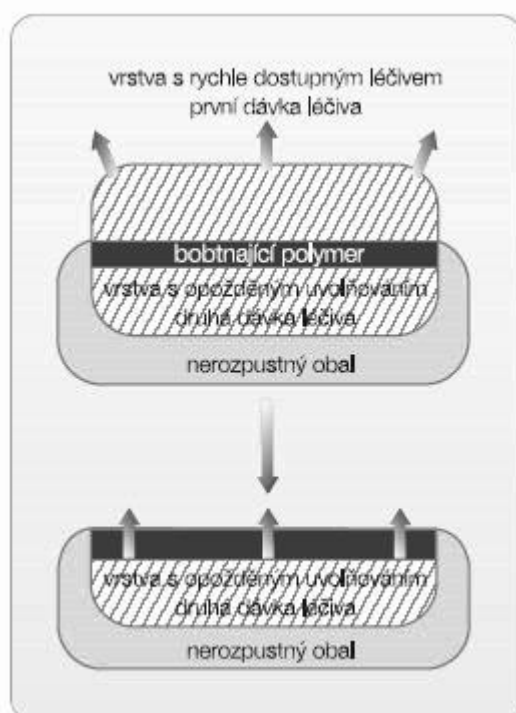 vrstva s rychle dostupným léčivem
první dávka léčiva
bobtnající polymer
vrstva s opožděným uvolňováním
druhá dávka léčiva
nerozpustný obal
vrstva s opožděným uvolňováním
druhá dávka léčiva
nerozpustný obal